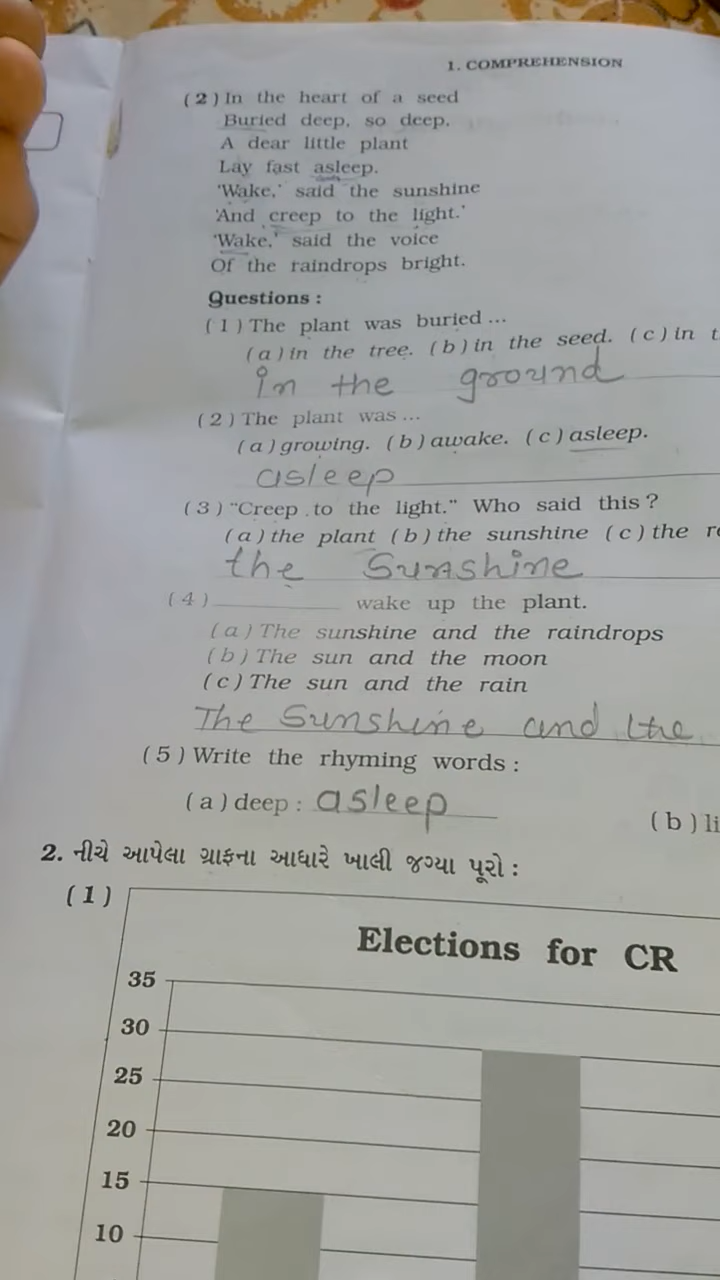 1. COMPREHENSION
(2) In the heart of a seed
Buried deep, so deep,
A dear little plant
Lay fast asleep.
'Wake,' said the sunshine
'And creep to the light.'
'Wake,' said the voice
Of the raindrops bright.
Questions :
(1) The plant was buried ...
(a) in the tree. (b) in the seed. (c) in
in the ground
(2) The plant was ...
(a) growing. (b) awake. (c) asleep.
asleep
(3) "Creep to the light." Who said this ?
(a) the plant (b) the sunshine (c) the
the Sunshine
(4) __________ wake up the plant.
(a) The sunshine and the raindrops
(b) The sun and the moon
(c) The sun and the rain
The Sunshine and the
(5) Write the rhyming words :
(a) deep : asleep (b)
2. નીચે આપેલા ગ્રાફના આધારે ખાલી જગ્યા પૂરો :
(1)
Elections for CR
35
30
25
20
15
10